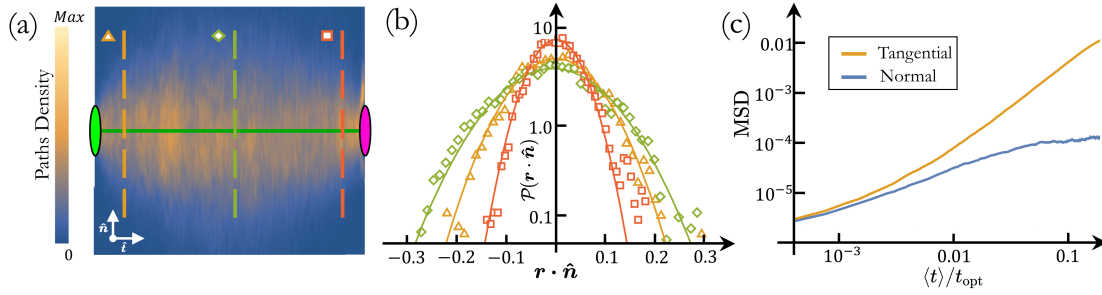 (a)
Max
Paths Density
0
n̂
t̂
(b)
10
1.0
0.1
𝒫(r · n̂)
−0.3
−0.2
−0.1
0
0.1
0.2
0.3
r · n̂
(c)
MSD
0.01
10⁻³
10⁻⁴
10⁻⁵
Tangential
Normal
10⁻³
0.01
0.1
⟨t⟩/t_opt